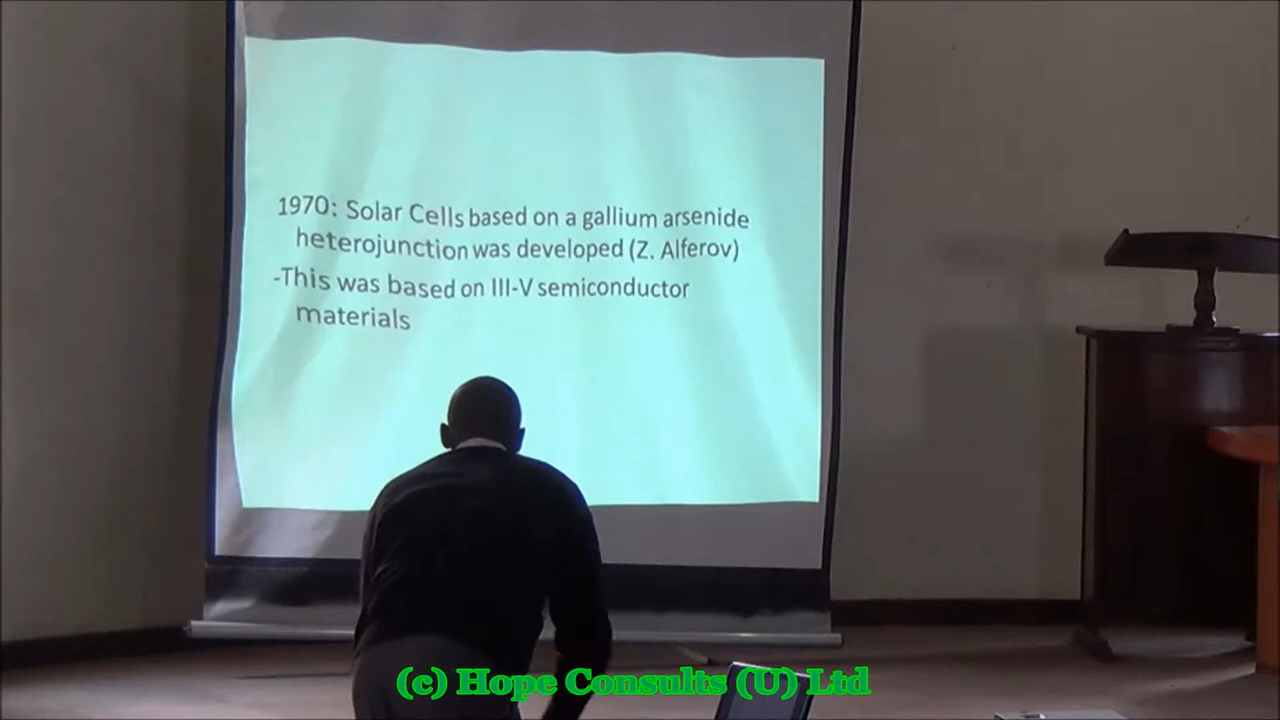 1970: Solar Cells based on a gallium arsenide
heterojunction was developed (Z. Alferov)
-This was based on III-V semiconductor
materials
(c) Hope Consults (U) Ltd